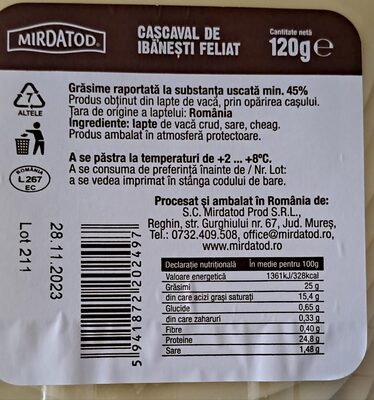 MIRDATOD®
CAȘCAVAL DE
IBĂNEȘTI FELIAT
Cantitate netă
120g e
7
ALTELE
ROMÂNIA
L 267
EC
Grăsime raportată la substanța uscată min. 45%
Produs obținut din lapte de vacă, prin opărirea cașului.
Țara de origine a laptelui: România
Ingrediente: lapte de vacă crud, sare, cheag.
Produs ambalat în atmosferă protectoare.
A se păstra la temperaturi de +2 ... +8ºC.
A se consuma de preferință înainte de / Nr. Lot:
a se vedea imprimat în stânga codului de bare.
Procesat și ambalat în România de:
S.C. Mirdatod Prod S.R.L.,
Reghin, str. Gurghiului nr. 67, Jud. Mureș,
Tel.: 0732.409.508, office@mirdatod.ro,
www.mirdatod.ro
Lot 211
28.11.2023
5941872202497
Declarație nutrițională În medie pentru 100g
Valoare energetică 1361kJ/328kcal
Grăsimi 25 g
din care acizi grași saturați 15,4 g
Glucide 0,65 g
din care zaharuri 0,33 g
Fibre 0,40 g
Proteine 24,8 g
Sare 1,48 g